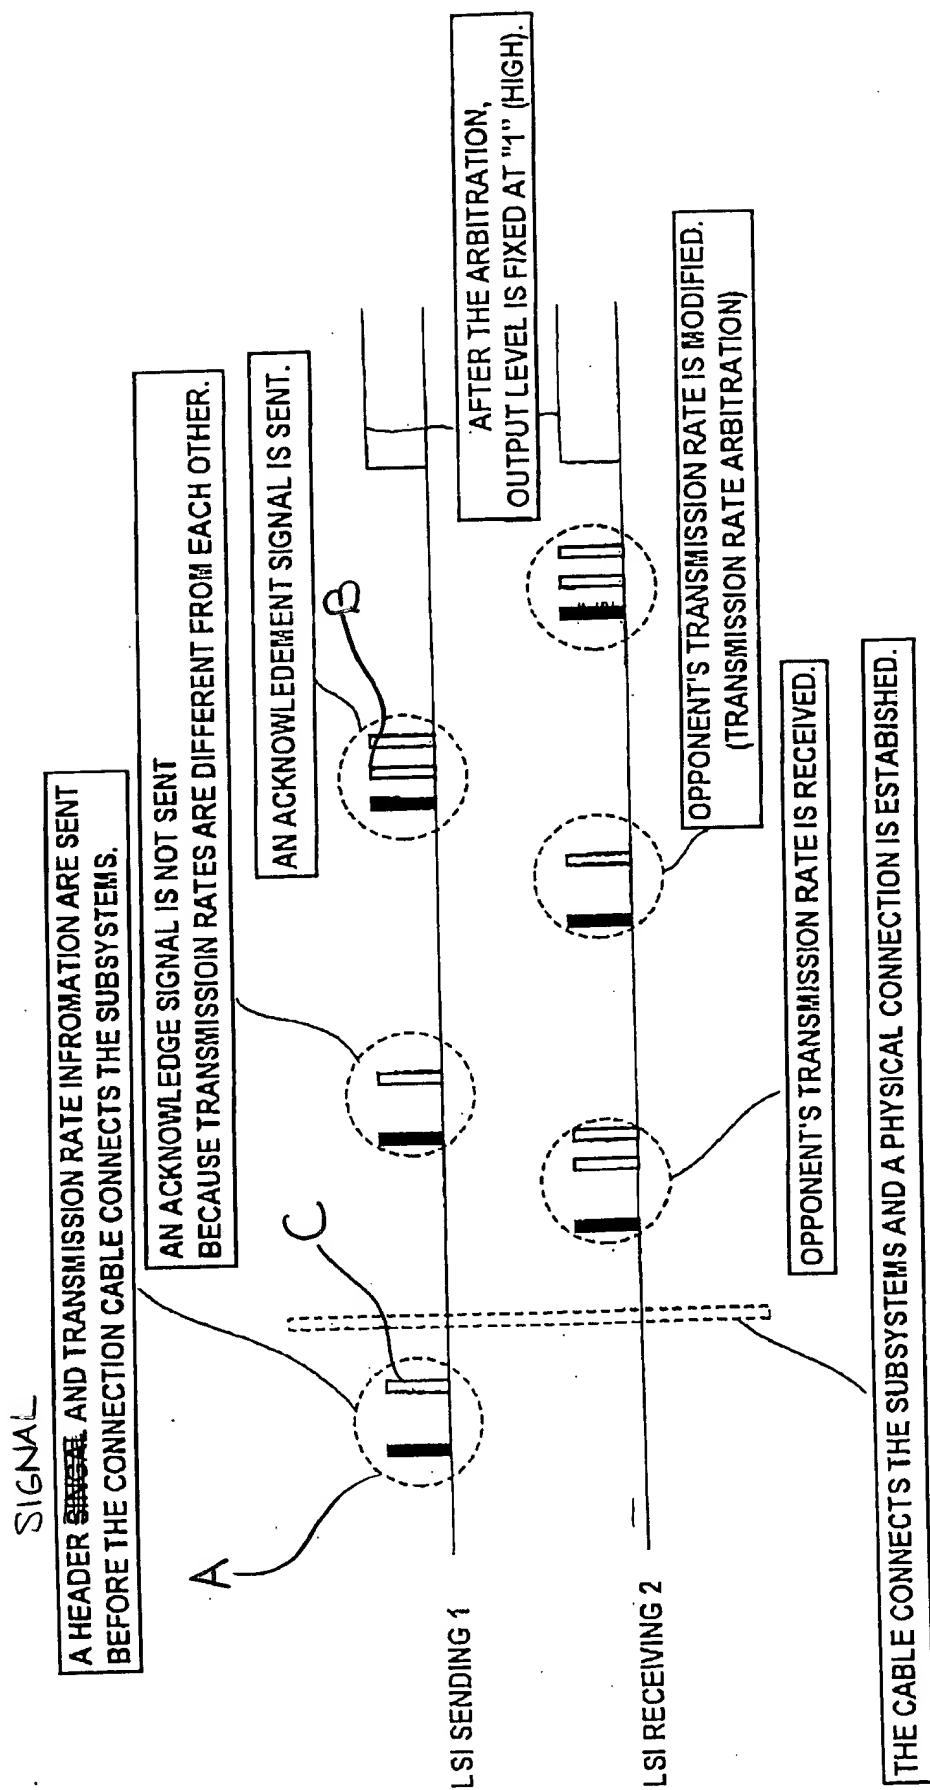 SIGNAL
A HEADER SINGAL AND TRANSMISSION RATE INFROMATION ARE SENT
BEFORE THE CONNECTION CABLE CONNECTS THE SUBSYSTEMS.
AN ACKNOWLEDGE SIGNAL IS NOT SENT
BECAUSE TRANSMISSIOIN RATES ARE DIFFERENT FROM EACH OTHER.
AN ACKNOWLEDEMENT SIGNAL IS SENT.
A
C
B
LSI SENDING 1
AFTER THE ARBITRATION,
OUTPUT LEVEL IS FIXED AT "1" (HIGH).
LSI RECEIVING 2
OPPONENT'S TRANSMISSION RATE IS MODIFIED.
(TRANSMISSION RATE ARBITRATION)
OPPONENT'S TRANSMISSION RATE IS RECEIVED.
THE CABLE CONNECTS THE SUBSYSTEMS AND A PHYSICAL CONNECTION IS ESTABISHED.